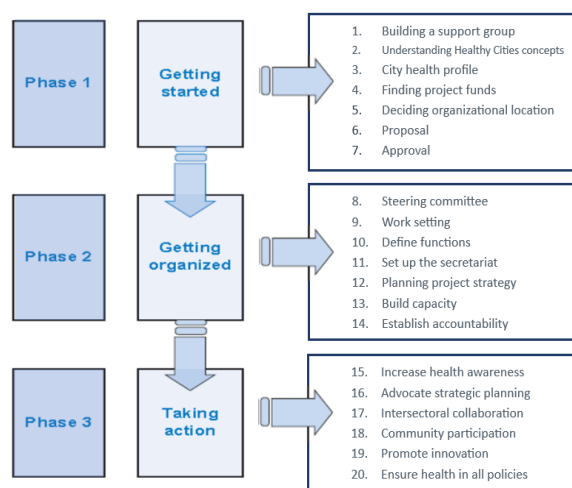 Phase 1
Getting
started
1. Building a support group
2. Understanding Healthy Cities concepts
3. City health profile
4. Finding project funds
5 Deciding organizational location
6 Proposal
7. Approval
Phase 2
Getting
organized
8. Steering committee
9. Work setting
10. Define functions
11. Set up the secretariat
12. Planning project strategy
13. Build capacity
14. Establish accountability
Phase 3
Taking
action
15. Increase health awareness
16. Advocate strategic planning
17. Intersectoral collaboration
18. Community participation
19. Promote innovation
20. Ensure health in all policies